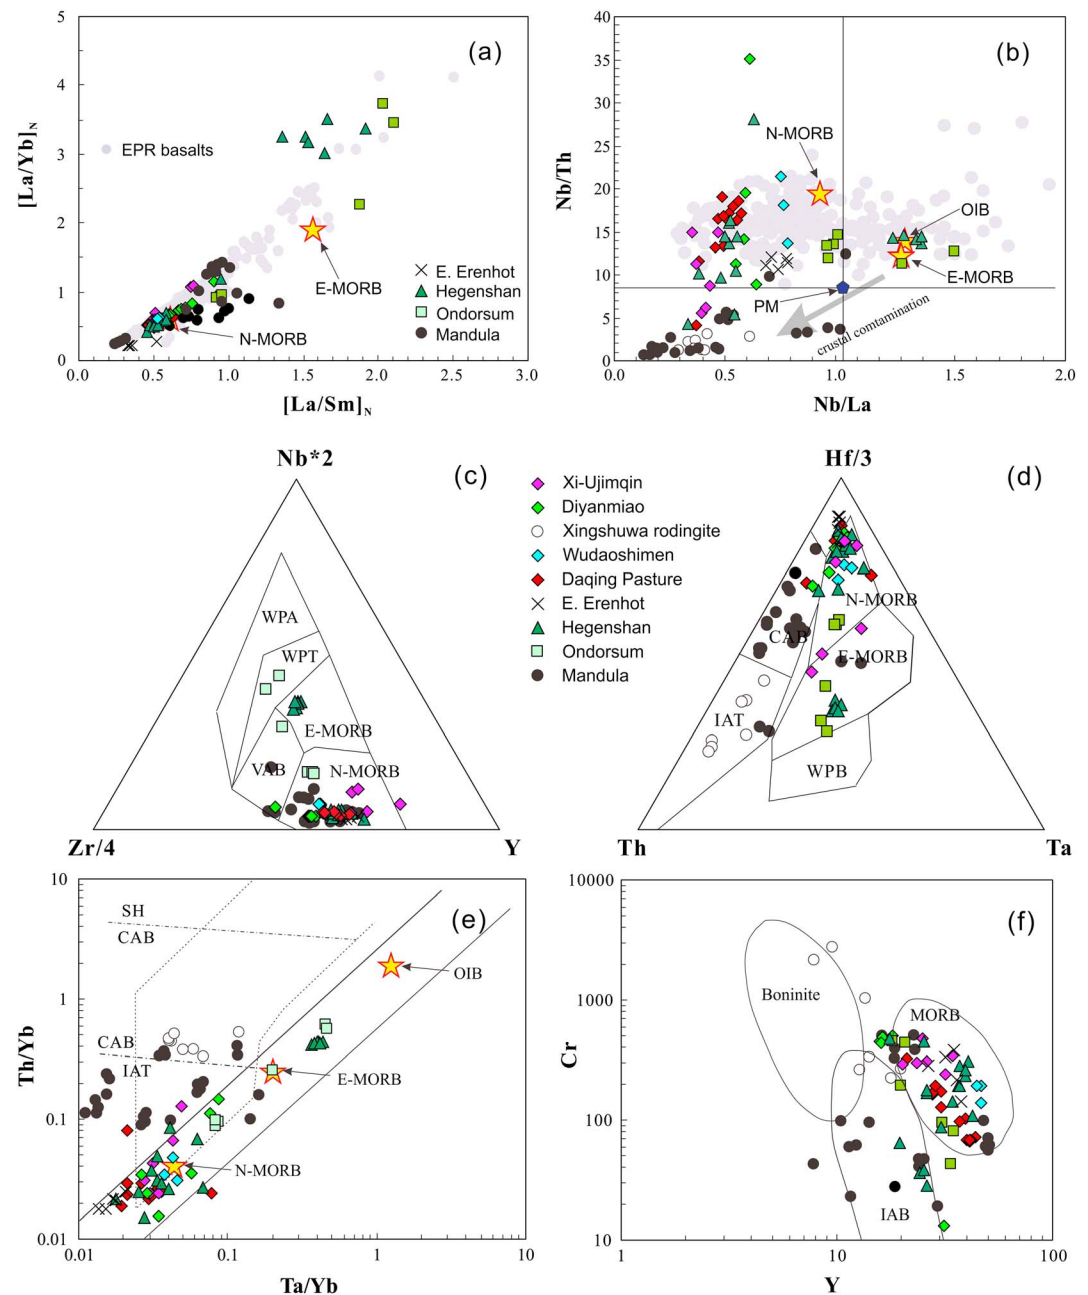 (a)
[La/Yb]N
5
4
3
2
1
0
EPR basalts
E-MORB
N-MORB
E. Erenhot
Hegenshan
Ondorsum
Mandula
0.0
0.5
1.0
1.5
2.0
2.5
3.0
[La/Sm]N
(b)
Nb/Th
40
35
30
25
20
15
10
5
0
N-MORB
OIB
E-MORB
PM
crustal comtamination
0.0
0.5
1.0
1.5
2.0
Nb/La
(c)
Nb*2
WPA
WPT
E-MORB
VAB
N-MORB
Zr/4
Y
Xi-Ujimqin
Diyanmiao
Xingshuwa rodingite
Wudaoshimen
Daqing Pasture
E. Erenhot
Hegenshan
Ondorsum
Mandula
(d)
Hf/3
N-MORB
CAB
E-MORB
IAT
WPB
Th
Ta
(e)
Th/Yb
10
1
0.1
0.01
SH
CAB
CAB
IAT
OIB
E-MORB
N-MORB
0.01
0.1
1
10
Ta/Yb
(f)
Cr
10000
1000
100
10
Boninite
MORB
IAB
1
10
100
Y